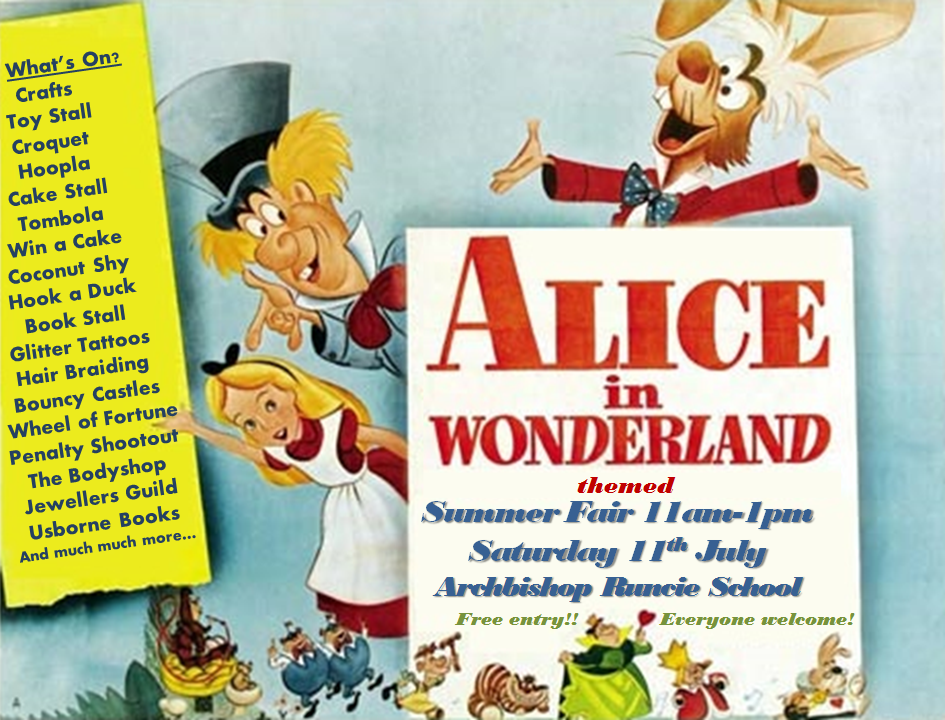 What's On?
Crafts
Toy Stall
Croquet
Hoopla
Cake Stall
Tombola
Win a Cake
Coconut Shy
Hook a Duck
Book Stall
Glitter Tattoos
Hair Braiding
Bouncy Castles
Wheel of Fortune
Penalty Shootout
The Bodyshop
Jewellers Guild
Usborne Books
And much much more...
ALICE
in
WONDERLAND
themed
Summer Fair 11am-1pm
Saturday 11th July
Archbishop Runcie School
Free entry!! Everyone welcome!